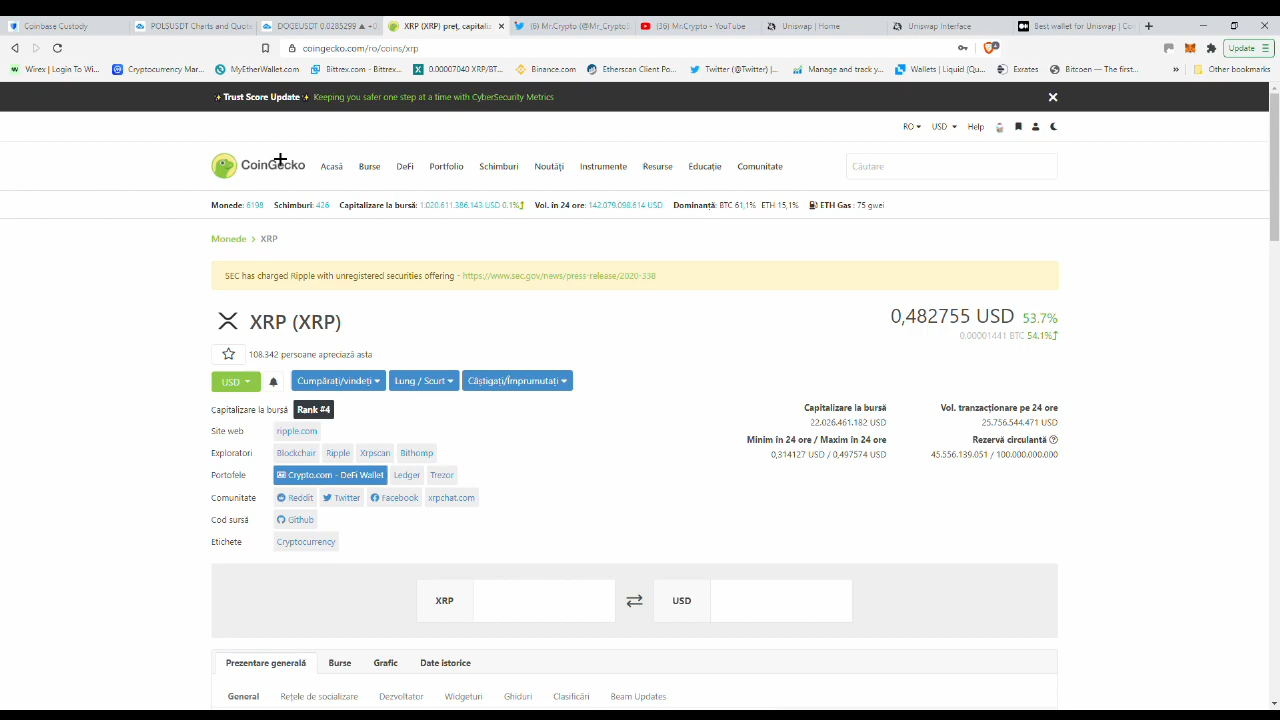 Coinbase Custody
POLSUSDT Charts and Quote
DOGEUSDT 0.0285299 ▲ +0
XRP (XRP) preț, capitaliz
(6) Mr.Crypto (@Mr_Crypto
(36) Mr.Crypto - YouTube
Uniswap | Home
Uniswap Interface
Best wallet for Uniswap | Co
coingecko.com/ro/coins/xrp
Update
Wirex | Login To Wi...
Cryptocurrency Mar...
MyEtherWallet.com
Bittrex.com - Bittrex...
0.00007040 XRP/BT...
Binance.com
Etherscan Client Po...
Twitter (@Twitter) |...
Manage and track y...
Wallets | Liquid (Qu...
Exrates
Bitcoen — The first...
»
Other bookmarks
Trust Score Update
Keeping you safer one step at a time with CyberSecurity Metrics
RO USD Help
CoinGecko
Acasă Burse DeFi Portfolio Schimburi Noutăți Instrumente Resurse Educație Comunitate
Căutare
Monede: 6198 Schimburi: 426 Capitalizare la bursă: 1.020.611.386.143 USD 0.1% Vol. în 24 ore: 142.079.098.614 USD Dominanță: BTC 61,1% ETH 15,1% ETH Gas : 75 gwei
Monede > XRP
SEC has charged Ripple with unregistered securities offering - https://www.sec.gov/news/press-release/2020-338
XRP (XRP)
0,482755 USD 53.7%
0.00001441 BTC 54.1%
108.342 persoane apreciază asta
USD
Cumpărați/vindeți
Lung / Scurt
Câștigați/Împrumutați
Capitalizare la bursă Rank #4
Capitalizare la bursă
22.026.461.182 USD
Vol. tranzacționare pe 24 ore
25.756.544.471 USD
Site web ripple.com
Minim în 24 ore / Maxim în 24 ore
0,314127 USD / 0,497574 USD
Rezervă circulantă
45.556.139.051 / 100.000.000.000
Exploratori Blockchair Ripple Xrpscan Bithomp
Portofele Crypto.com - DeFi Wallet Ledger Trezor
Comunitate Reddit Twitter Facebook xrpchat.com
Cod sursă Github
Etichete Cryptocurrency
XRP
USD
Prezentare generală Burse Grafic Date istorice
General Rețele de socializare Dezvoltator Widgeturi Ghiduri Clasificări Beam Updates